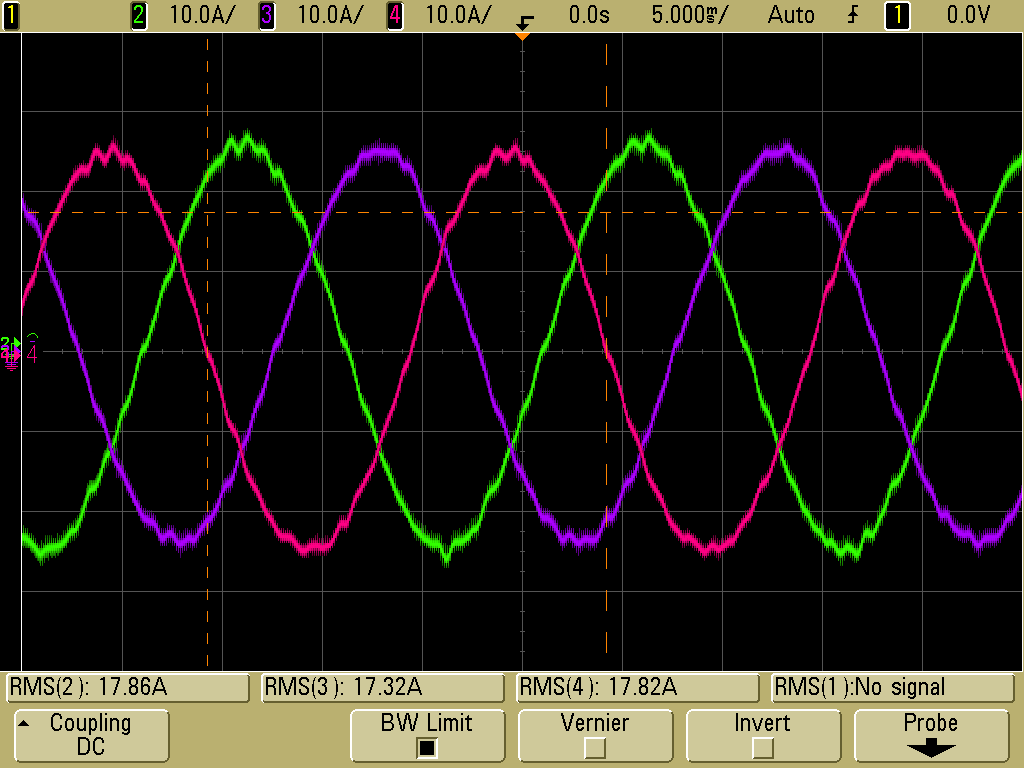 1 2 10.0A/ 3 10.0A/ 4 10.0A/ 0.0s 5.000ms/ Auto 1 0.0V
2
4
RMS(2): 17.86A RMS(3): 17.32A RMS(4): 17.82A RMS(1):No signal
Coupling BW Limit Vernier Invert Probe
DC